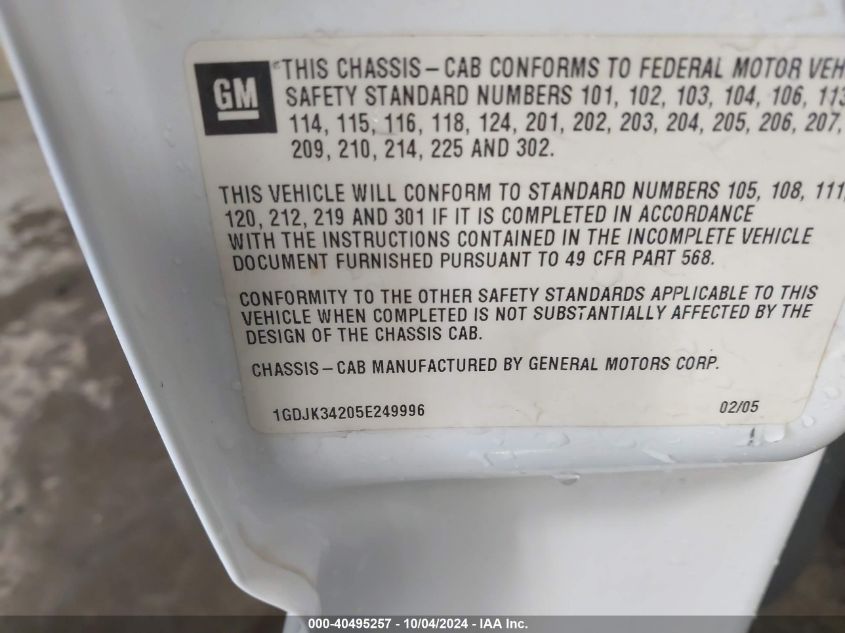 GM
THIS CHASSIS-CAB CONFORMS TO FEDERAL MOTOR
SAFETY STANDARD NUMBERS 101, 102, 103, 104, 106, 113
114, 115, 116, 118, 124, 201, 202, 203, 204, 205, 206, 207,
209, 210, 214, 225 AND 302.
THIS VEHICLE WILL CONFORM TO STANDARD NUMBERS 105, 108, 111,
120, 212, 219 AND 301 IF IT IS COMPLETED IN ACCORDANCE
WITH THE INSTRUCTIONS CONTAINED IN THE INCOMPLETE VEHICLE
DOCUMENT FURNISHED PURSUANT TO 49 CFR PART 568.
CONFORMITY TO THE OTHER SAFETY STANDARDS APPLICABLE TO THIS
VEHICLE WHEN COMPLETED IS NOT SUBSTANTIALLY AFFECTED BY THE
DESIGN OF THE CHASSIS CAB.
CHASSIS-CAB MANUFACTURED BY GENERAL MOTORS CORP.
1GDJK34205E249996 02/05
000-40495257 - 10/04/2024 - IAA Inc.